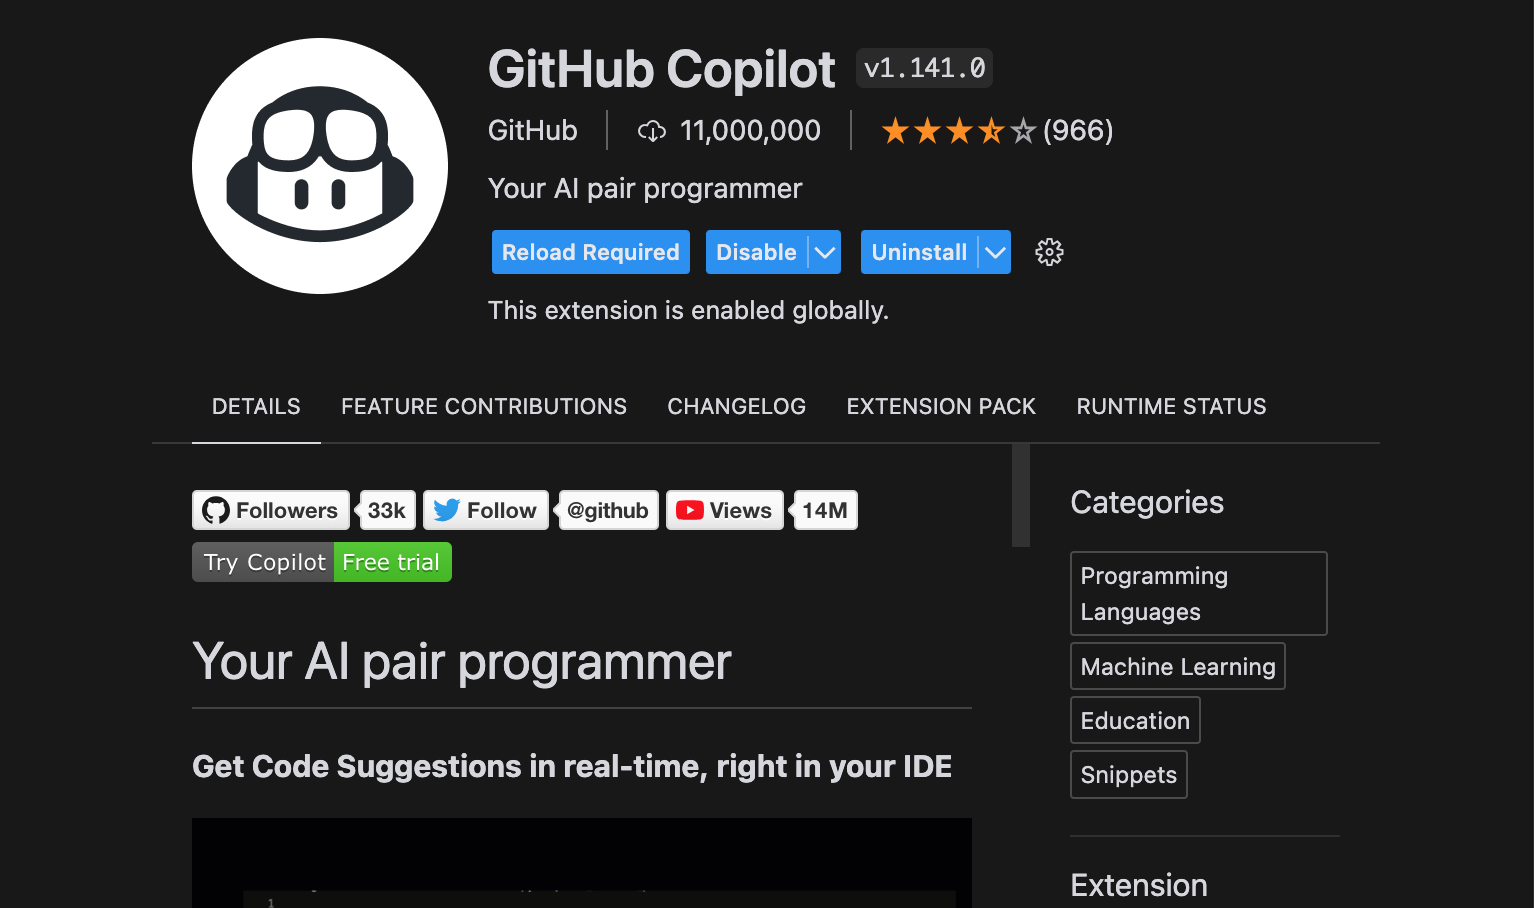 GitHub Copilot v1.141.0
GitHub 11,000,000 (966)
Your AI pair programmer
Reload Required Disable Uninstall
This extension is enabled globally.
DETAILS FEATURE CONTRIBUTIONS CHANGELOG EXTENSION PACK RUNTIME STATUS
Followers 33k Follow @github Views 14M
Try Copilot Free trial
Your AI pair programmer
Get Code Suggestions in real-time, right in your IDE
1
Categories
Programming
Languages
Machine Learning
Education
Snippets
Extension